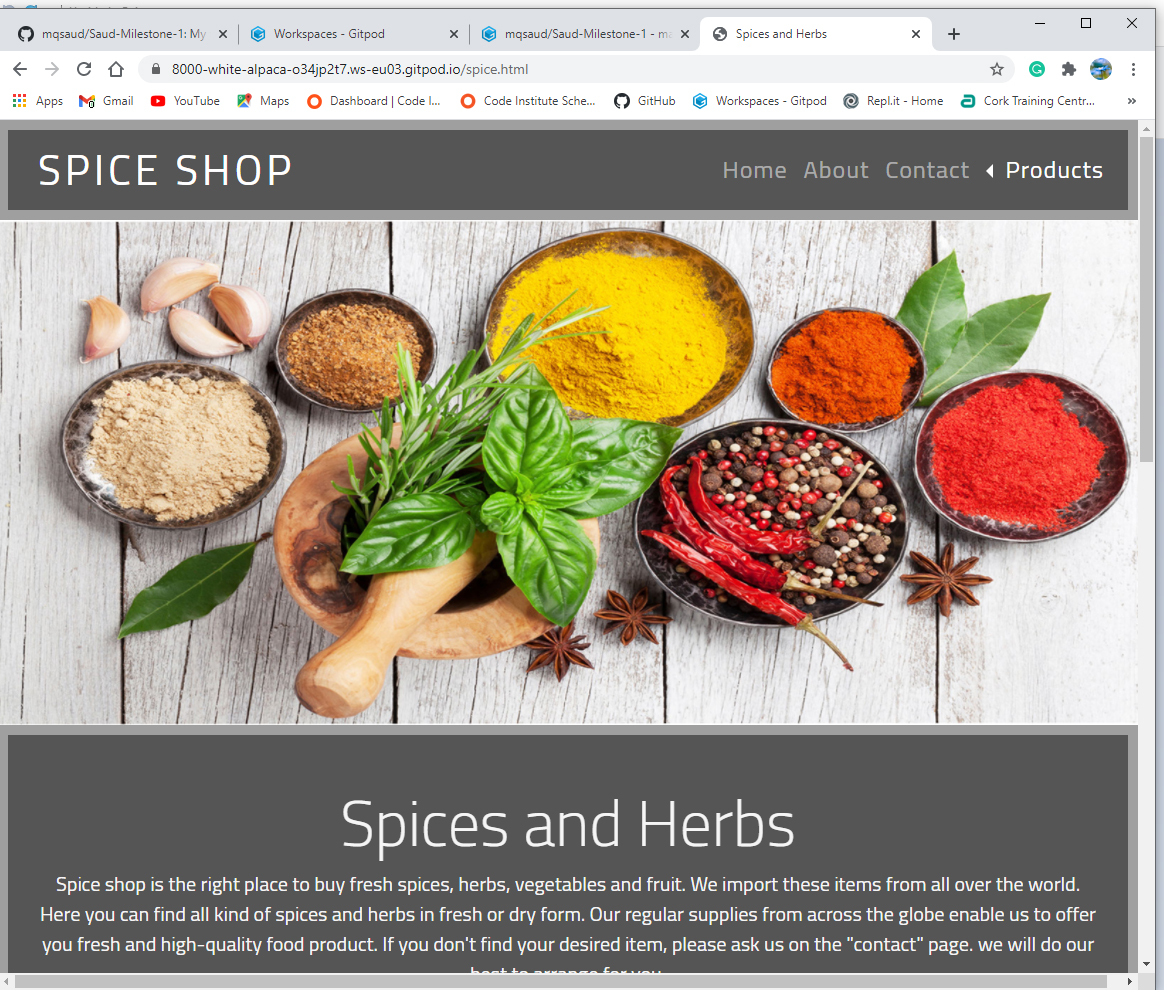 mqsaud/Saud-Milestone-1: My
Workspaces - Gitpod
mqsaud/Saud-Milestone-1 - ma
Spices and Herbs
8000-white-alpaca-o34jp2t7.ws-eu03.gitpod.io/spice.html
Apps
Gmail
YouTube
Maps
Dashboard | Code I...
Code Institute Sche...
GitHub
Workspaces - Gitpod
Repl.it - Home
Cork Training Centr...
»
SPICE SHOP
Home About Contact Products
Spices and Herbs
Spice shop is the right place to buy fresh spices, herbs, vegetables and fruit. We import these items from all over the world.
Here you can find all kind of spices and herbs in fresh or dry form. Our regular supplies from across the globe enable us to offer
you fresh and high-quality food product. If you don't find your desired item, please ask us on the "contact" page. we will do our
best to arrange for you